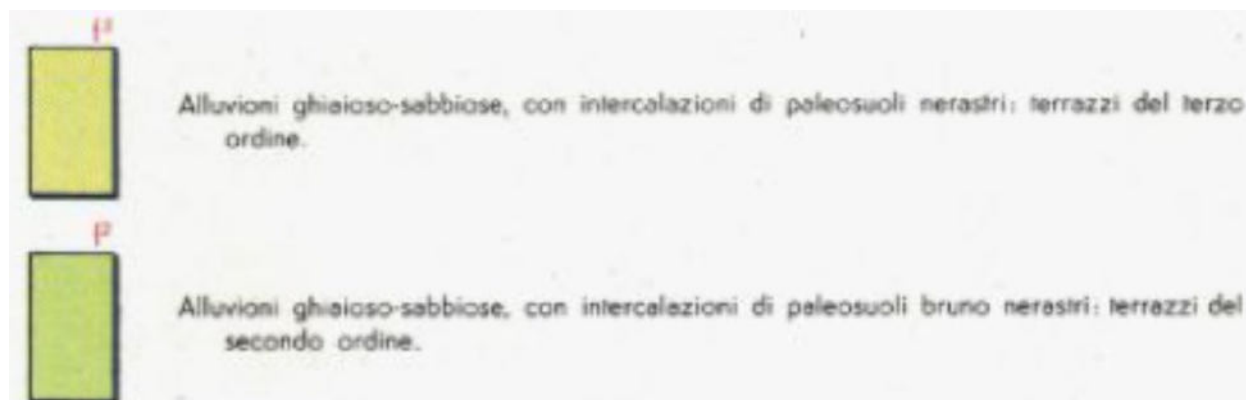 Alluvioni ghiaioso-sabbiose, con intercalazioni di paleosuoli nerastri: terrazzi del terzo
ordine.
Alluvioni ghiaioso-sabbiose, con intercalazioni di paleosuoli bruno nerastri: terrazzi del
secondo ordine.